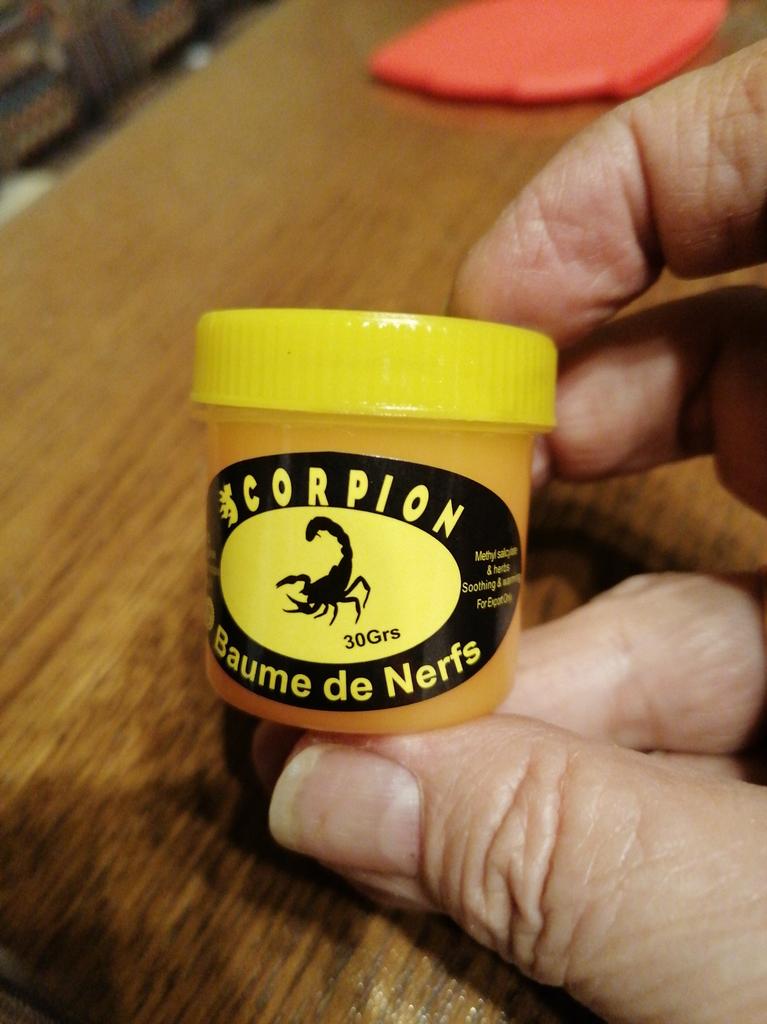 SCORPION
Methyl salicylate
& herbs
Soothing & warming
For Export Only
30Grs
Baume de Nerfs